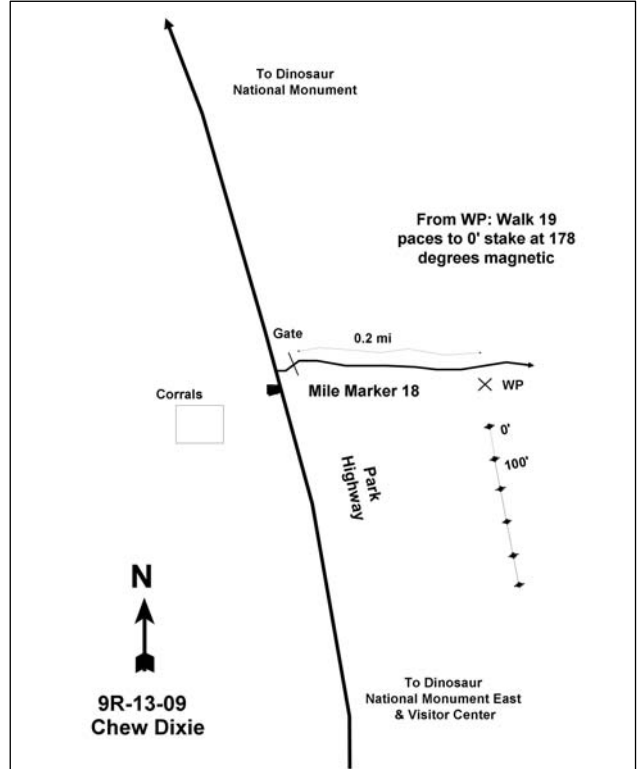 To Dinosaur
National Monument
From WP: Walk 19
paces to 0' stake at 178
degrees magnetic
0.2 mi
Gate
Mile Marker 18
WP
Corrals
0'
100'
Park
Highway
N
9R-13-09
Chew Dixie
To Dinosaur
National Monument East
& Visitor Center